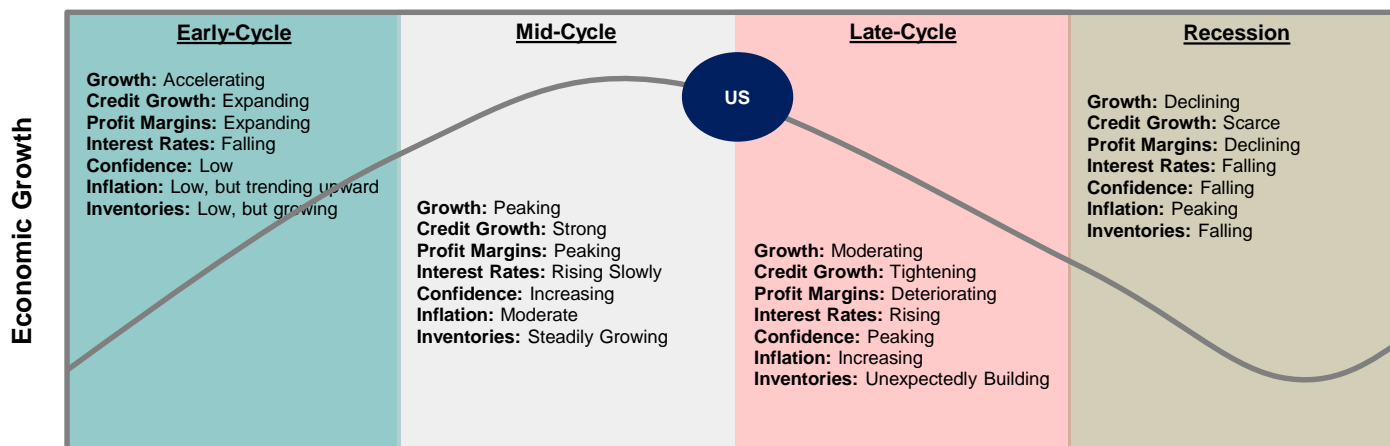 Economic Growth
Early-Cycle
Growth: Accelerating
Credit Growth: Expanding
Profit Margins: Expanding
Interest Rates: Falling
Confidence: Low
Inflation: Low, but trending upward
Inventories: Low, but growing
Mid-Cycle
Growth: Peaking
Credit Growth: Strong
Profit Margins: Peaking
Interest Rates: Rising Slowly
Confidence: Increasing
Inflation: Moderate
Inventories: Steadily Growing
US
Late-Cycle
Growth: Moderating
Credit Growth: Tightening
Profit Margins: Deteriorating
Interest Rates: Rising
Confidence: Peaking
Inflation: Increasing
Inventories: Unexpectedly Building
Recession
Growth: Declining
Credit Growth: Scarce
Profit Margins: Declining
Interest Rates: Falling
Confidence: Falling
Inflation: Peaking
Inventories: Falling